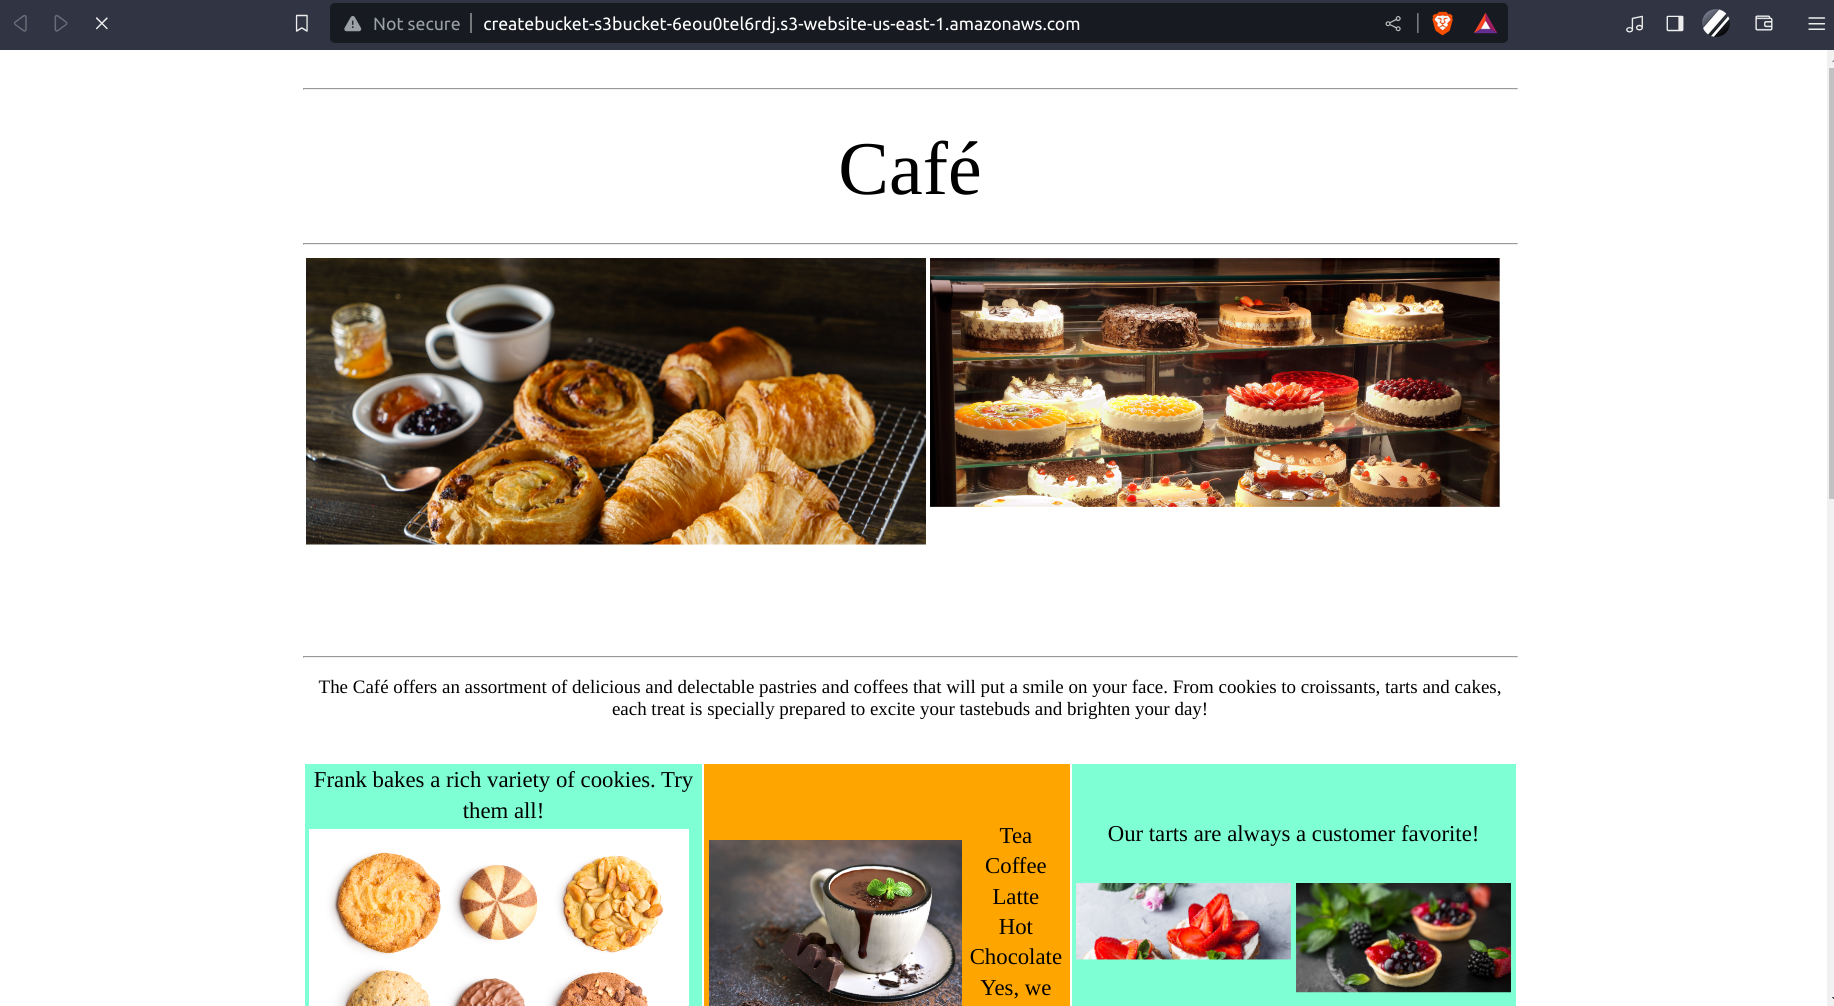 Not secure
createbucket-s3bucket-6eou0tel6rdj.s3-website-us-east-1.amazonaws.com
Café
The Café offers an assortment of delicious and delectable pastries and coffees that will put a smile on your face. From cookies to croissants, tarts and cakes,
each treat is specially prepared to excite your tastebuds and brighten your day!
Frank bakes a rich variety of cookies. Try
them all!
Tea
Coffee
Latte
Hot
Chocolate
Yes, we
Our tarts are always a customer favorite!